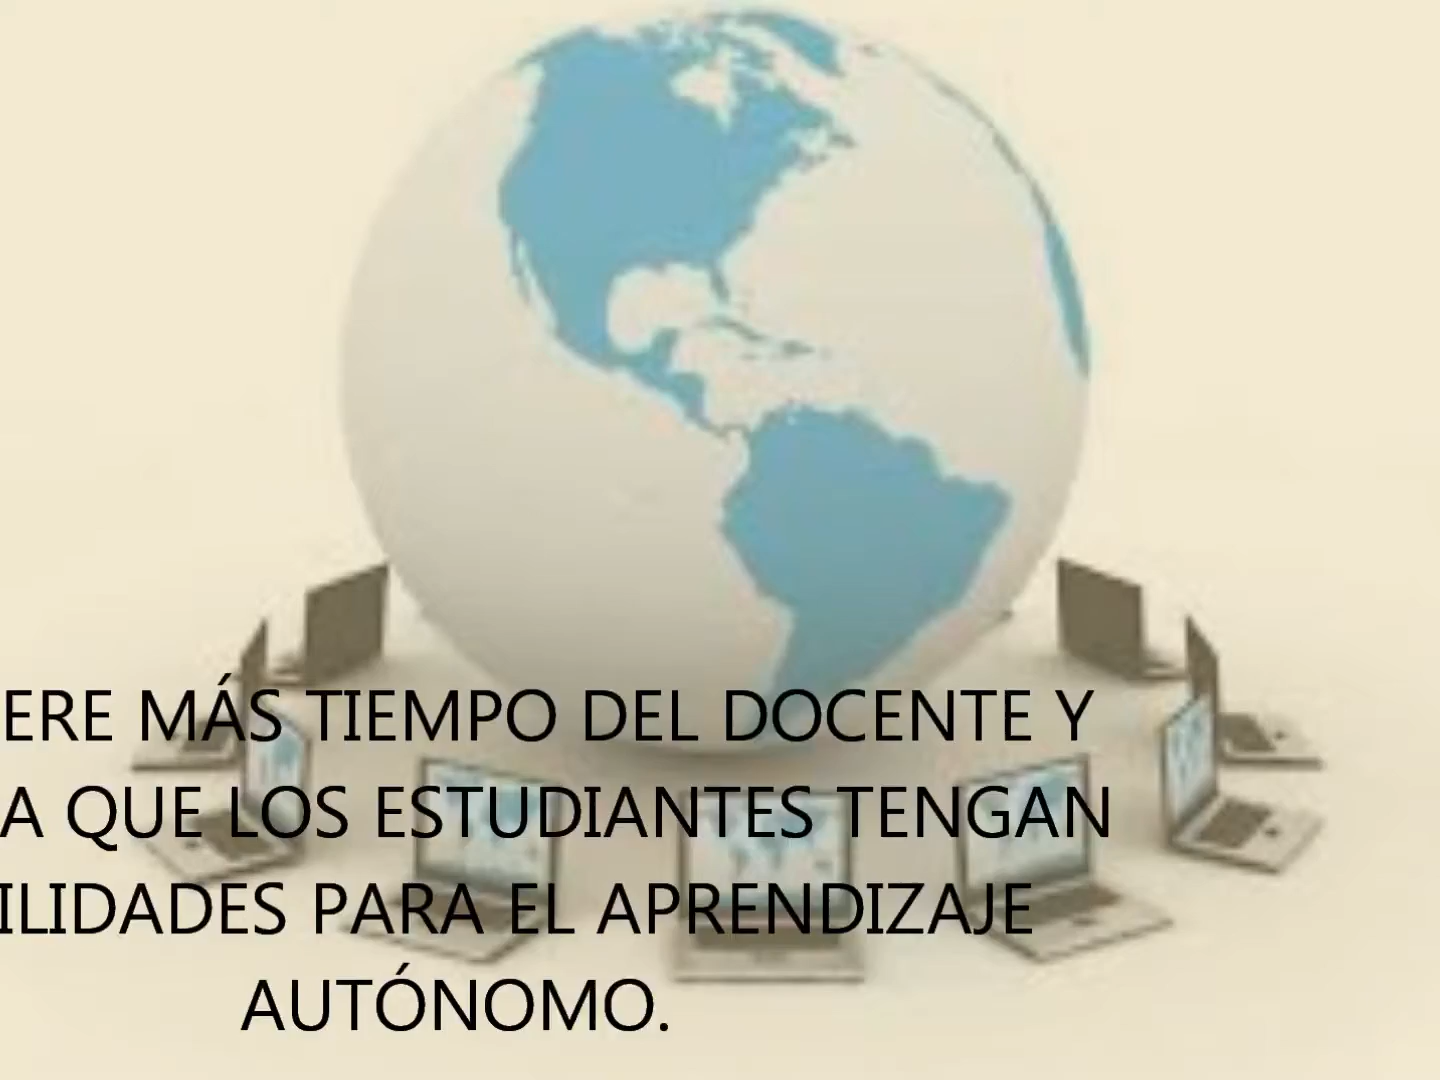 ERE MÁS TIEMPO DEL DOCENTE Y
A QUE LOS ESTUDIANTES TENGAN
ILIDADES PARA EL APRENDIZAJE
AUTÓNOMO.